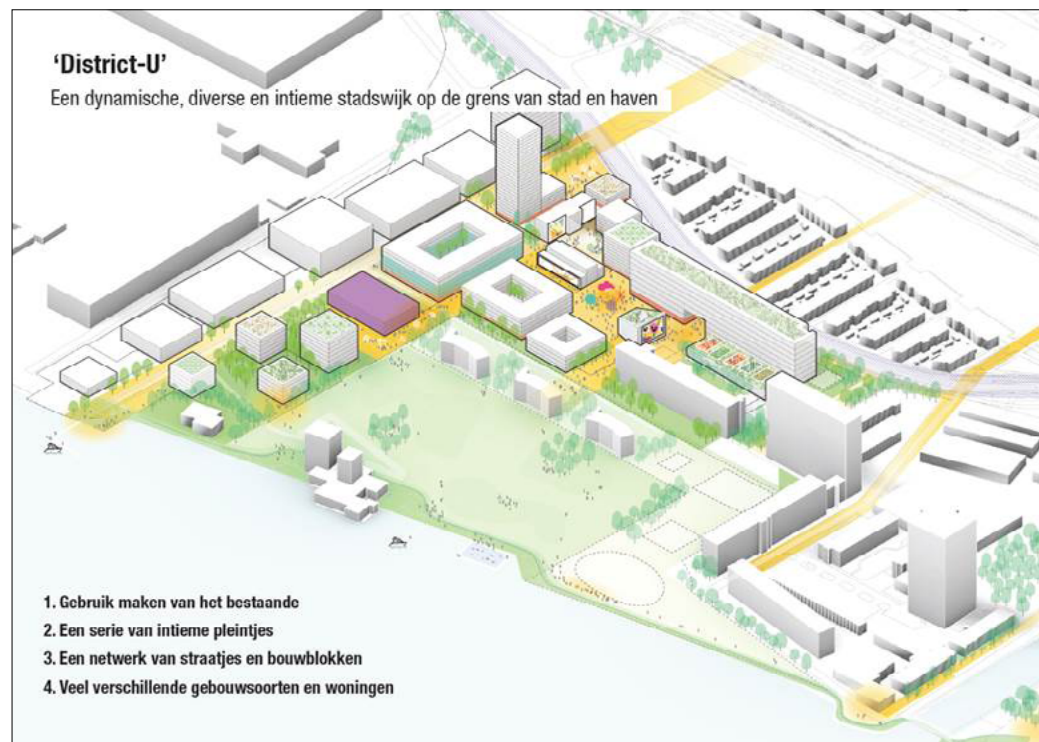 ‘District-U’
Een dynamische, diverse en intieme stadswijk op de grens van stad en haven
1. Gebruik maken van het bestaande
2. Een serie van intieme pleintjes
3. Een netwerk van straatjes en bouwblokken
4. Veel verschillende gebouwsoorten en woningen